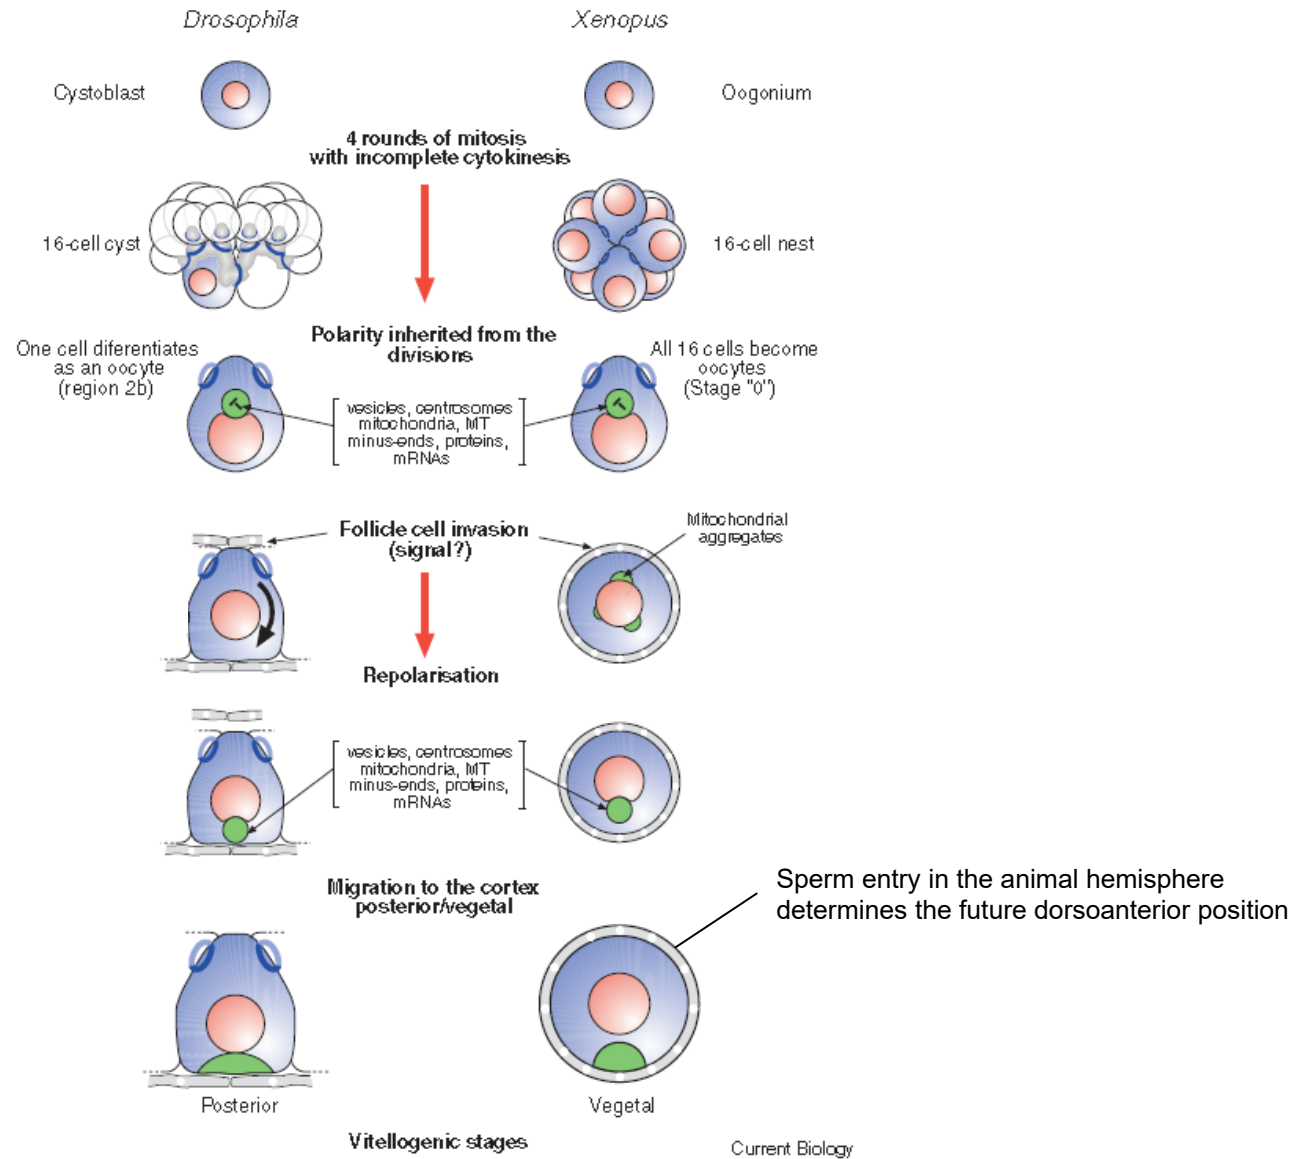 Drosophila
Xenopus
Cystoblast
Oogonium
4 rounds of mitosis
with incomplete cytokinesis
16-cell cyst
16-cell nest
Polarity inherited from the
divisions
One cell diferentiates
as an oocyte
(region 2b)
All 16 cells become
oocytes
(Stage "0")
vesicles, centrosomes
mitochondria, MT
minus-ends, proteins,
mRNAs
Follicle cell invasion
(signal?)
Mitochondrial
aggregates
Repolarisation
vesicles, centrosomes
mitochondria, MT
minus-ends, proteins,
mRNAs
Migration to the cortex
posterior/vegetal
Sperm entry in the animal hemisphere
determines the future dorsoanterior position
Posterior
Vegetal
Vitellogenic stages
Current Biology